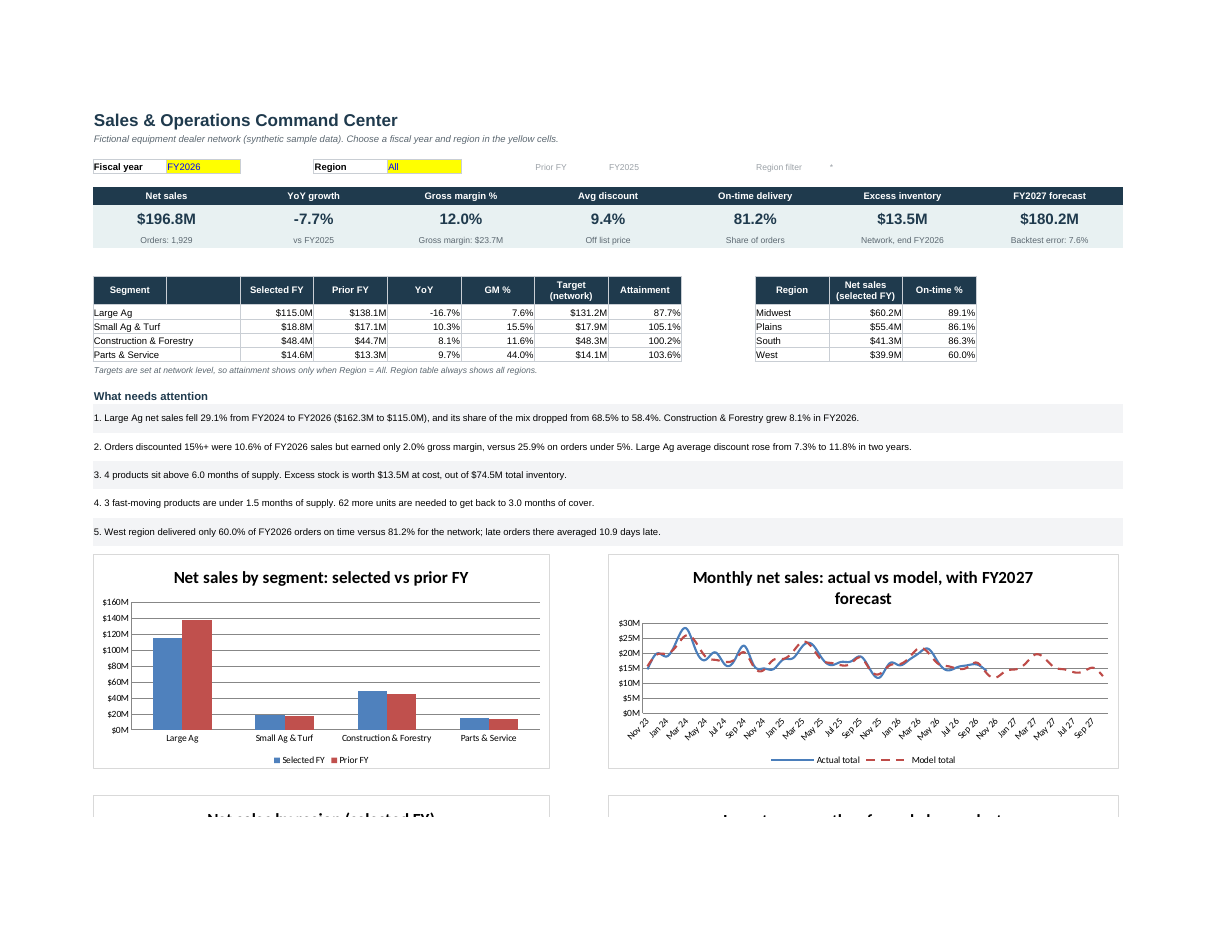 Sales & Operations Command Center
Fictional equipment dealer network (synthetic sample data). Choose a fiscal year and region in the yellow cells.
Fiscal year FY2026 Region All Prior FY FY2025 Region filter *
Net sales YoY growth Gross margin % Avg discount On-time delivery Excess inventory FY2027 forecast
$196.8M -7.7% 12.0% 9.4% 81.2% $13.5M $180.2M
Orders: 1,929 vs FY2025 Gross margin: $23.7M Off list price Share of orders Network, end FY2026 Backtest error: 7.6%
Segment Selected FY Prior FY YoY GM % Target (network) Attainment
Large Ag $115.0M $138.1M -16.7% 7.6% $131.2M 87.7%
Small Ag & Turf $18.8M $17.1M 10.3% 15.5% $17.9M 105.1%
Construction & Forestry $48.4M $44.7M 8.1% 11.6% $48.3M 100.2%
Parts & Service $14.6M $13.3M 9.7% 44.0% $14.1M 103.6%
Region Net sales (selected FY) On-time %
Midwest $60.2M 89.1%
Plains $55.4M 86.1%
South $41.3M 86.3%
West $39.9M 60.0%
Targets are set at network level, so attainment shows only when Region = All. Region table always shows all regions.
What needs attention
1. Large Ag net sales fell 29.1% from FY2024 to FY2026 ($162.3M to $115.0M), and its share of the mix dropped from 68.5% to 58.4%. Construction & Forestry grew 8.1% in FY2026.
2. Orders discounted 15%+ were 10.6% of FY2026 sales but earned only 2.0% gross margin, versus 25.9% on orders under 5%. Large Ag average discount rose from 7.3% to 11.8% in two years.
3. 4 products sit above 6.0 months of supply. Excess stock is worth $13.5M at cost, out of $74.5M total inventory.
4. 3 fast-moving products are under 1.5 months of supply. 62 more units are needed to get back to 3.0 months of cover.
5. West region delivered only 60.0% of FY2026 orders on time versus 81.2% for the network; late orders there averaged 10.9 days late.
Net sales by segment: selected vs prior FY
$160M
$140M
$120M
$100M
$80M
$60M
$40M
$20M
$0M
Large Ag Small Ag & Turf Construction & Forestry Parts & Service
Selected FY Prior FY
Monthly net sales: actual vs model, with FY2027
forecast
$30M
$25M
$20M
$15M
$10M
$5M
$0M
Nov 23 Jan 24 Mar 24 May 24 Jul 24 Sep 24 Nov 24 Jan 25 Mar 25 May 25 Jul 25 Sep 25 Nov 25 Jan 26 Mar 26 May 26 Jul 26 Sep 26 Nov 26 Jan 27 Mar 27 May 27 Jul 27 Sep 27
Actual total Model total
Net sales by region (selected FY)